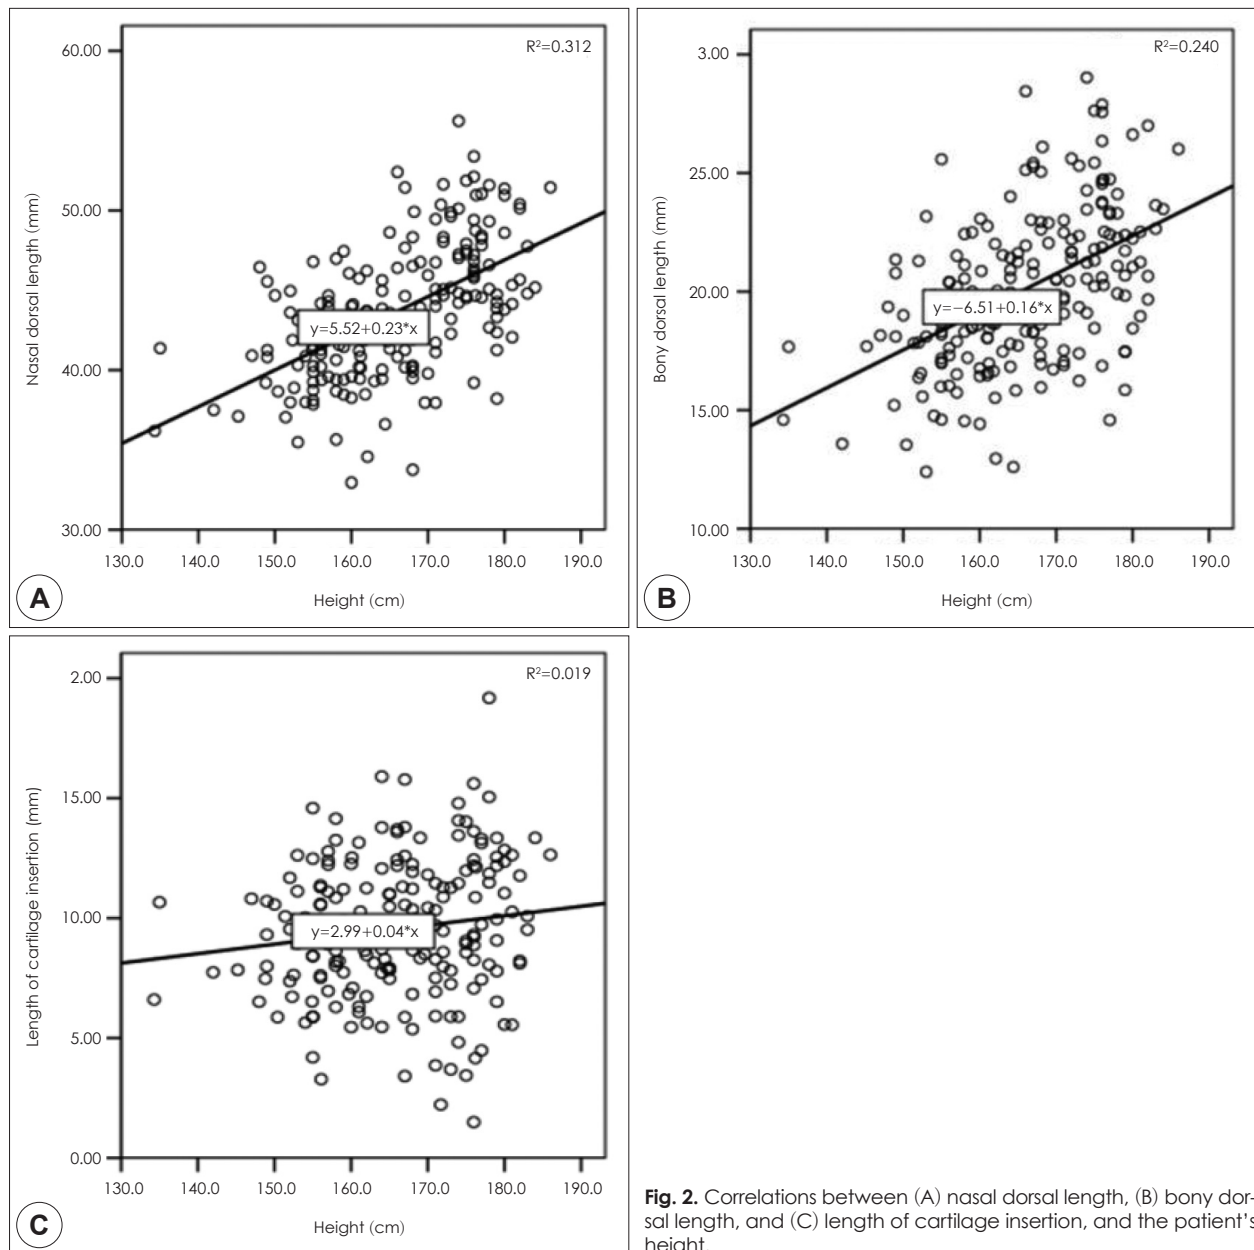 R²=0.312
60.00
50.00
40.00
30.00
Nasal dorsal length (mm)
y=5.52+0.23*x
130.0 140.0 150.0 160.0 170.0 180.0 190.0
Height (cm)
A
R²=0.240
3.00
25.00
20.00
15.00
10.00
Bony dorsal length (mm)
y=−6.51+0.16*x
130.0 140.0 150.0 160.0 170.0 180.0 190.0
Height (cm)
B
R²=0.019
2.00
15.00
10.00
5.00
0.00
Length of cartilage insertion (mm)
y=2.99+0.04*x
130.0 140.0 150.0 160.0 170.0 180.0 190.0
Height (cm)
C
Fig. 2. Correlations between (A) nasal dorsal length, (B) bony dor-
sal length, and (C) length of cartilage insertion, and the patient's
height.